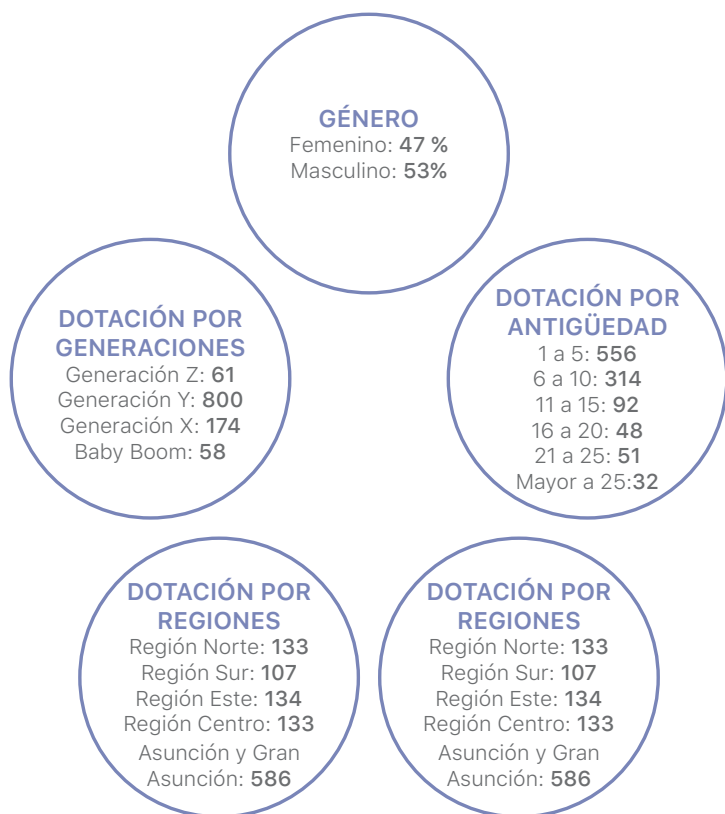 GÉNERO
Femenino: 47 %
Masculino: 53%
DOTACIÓN POR
GENERACIONES
Generación Z: 61
Generación Y: 800
Generación X: 174
Baby Boom: 58
DOTACIÓN POR
ANTIGÜEDAD
1 a 5: 556
6 a 10: 314
11 a 15: 92
16 a 20: 48
21 a 25: 51
Mayor a 25:32
DOTACIÓN POR
REGIONES
Región Norte: 133
Región Sur: 107
Región Este: 134
Región Centro: 133
Asunción y Gran
Asunción: 586
DOTACIÓN POR
REGIONES
Región Norte: 133
Región Sur: 107
Región Este: 134
Región Centro: 133
Asunción y Gran
Asunción: 586